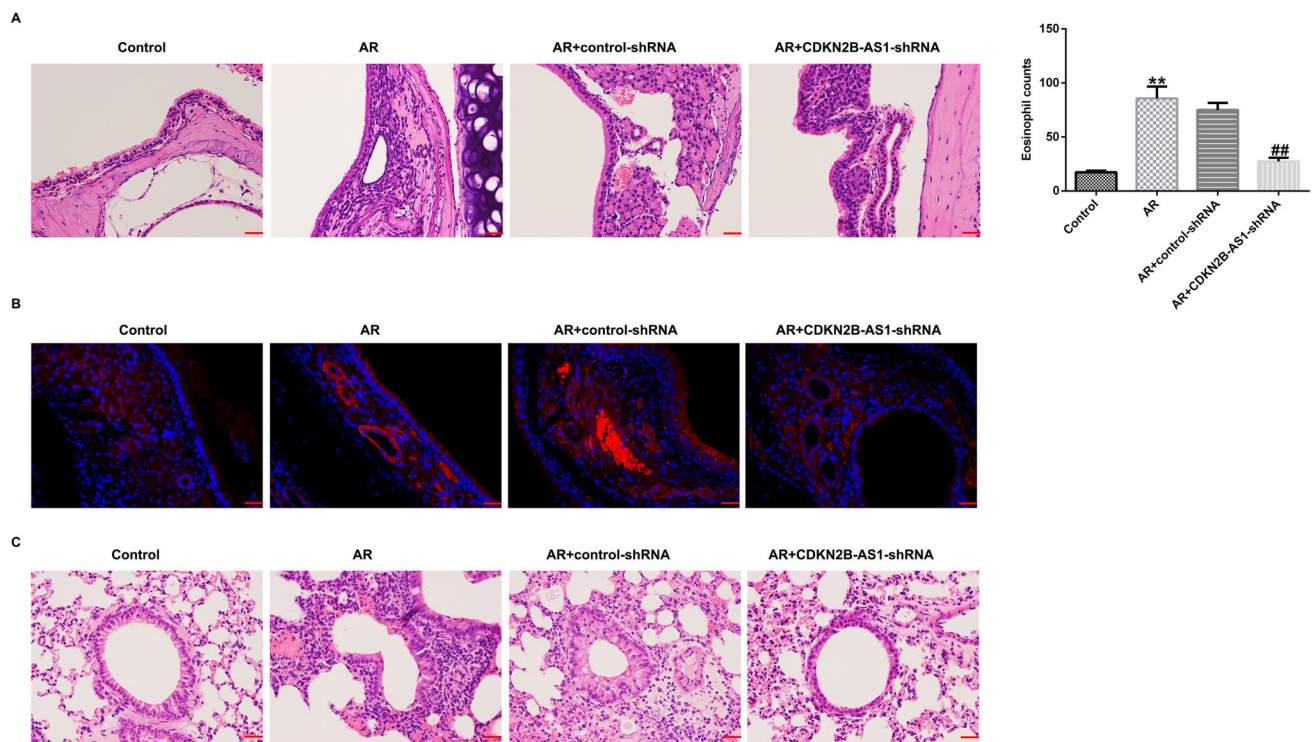 A
Control
AR
AR+control-shRNA
AR+CDKN2B-AS1-shRNA
Eosinophil counts
150
100
50
0
**
##
Control
AR
AR+control-shRNA
AR+CDKN2B-AS1-shRNA
B
Control
AR
AR+control-shRNA
AR+CDKN2B-AS1-shRNA
C
Control
AR
AR+control-shRNA
AR+CDKN2B-AS1-shRNA